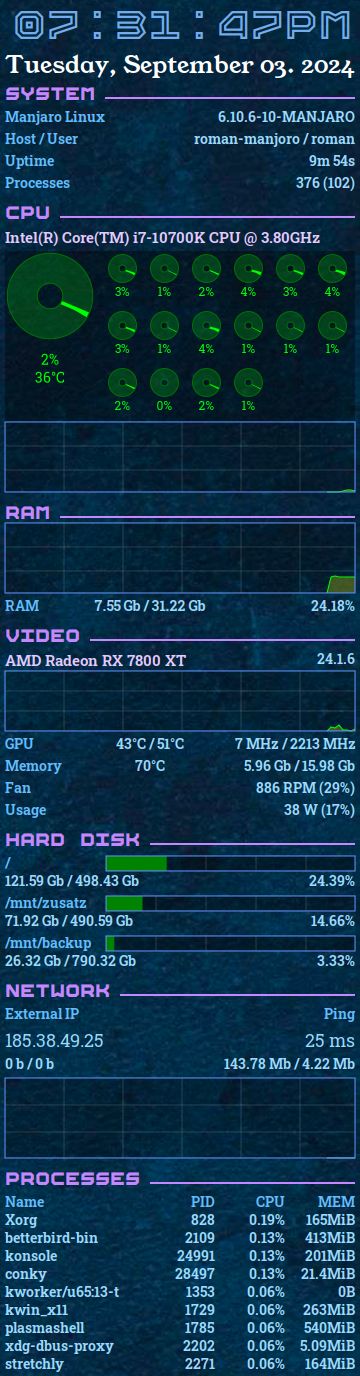 07:31:47PM
Tuesday, September 03. 2024
SYSTEM
Manjaro Linux 6.10.6-10-MANJARO
Host / User roman-manjoro / roman
Uptime 9m 54s
Processes 376 (102)
CPU
Intel(R) Core(TM) i7-10700K CPU @ 3.80GHz
3% 1% 2% 4% 3% 4%
3% 1% 4% 1% 1% 1%
2%
36°C
2% 0% 2% 1%
RAM
RAM 7.55 Gb / 31.22 Gb 24.18%
VIDEO
AMD Radeon RX 7800 XT 24.1.6
GPU 43°C / 51°C 7 MHz / 2213 MHz
Memory 70°C 5.96 Gb / 15.98 Gb
Fan 886 RPM (29%)
Usage 38 W (17%)
HARD DISK
/
121.59 Gb / 498.43 Gb 24.39%
/mnt/zusatz
71.92 Gb / 490.59 Gb 14.66%
/mnt/backup
26.32 Gb / 790.32 Gb 3.33%
NETWORK
External IP Ping
185.38.49.25 25 ms
0 b / 0 b 143.78 Mb / 4.22 Mb
PROCESSES
Name PID CPU MEM
Xorg 828 0.19% 165MiB
betterbird-bin 2109 0.13% 413MiB
konsole 24991 0.13% 201MiB
conky 28497 0.13% 21.4MiB
kworker/u65:13-t 1353 0.06% 0B
kwin_x11 1729 0.06% 263MiB
plasmashell 1785 0.06% 540MiB
xdg-dbus-proxy 2202 0.06% 5.09MiB
stretchly 2271 0.06% 164MiB